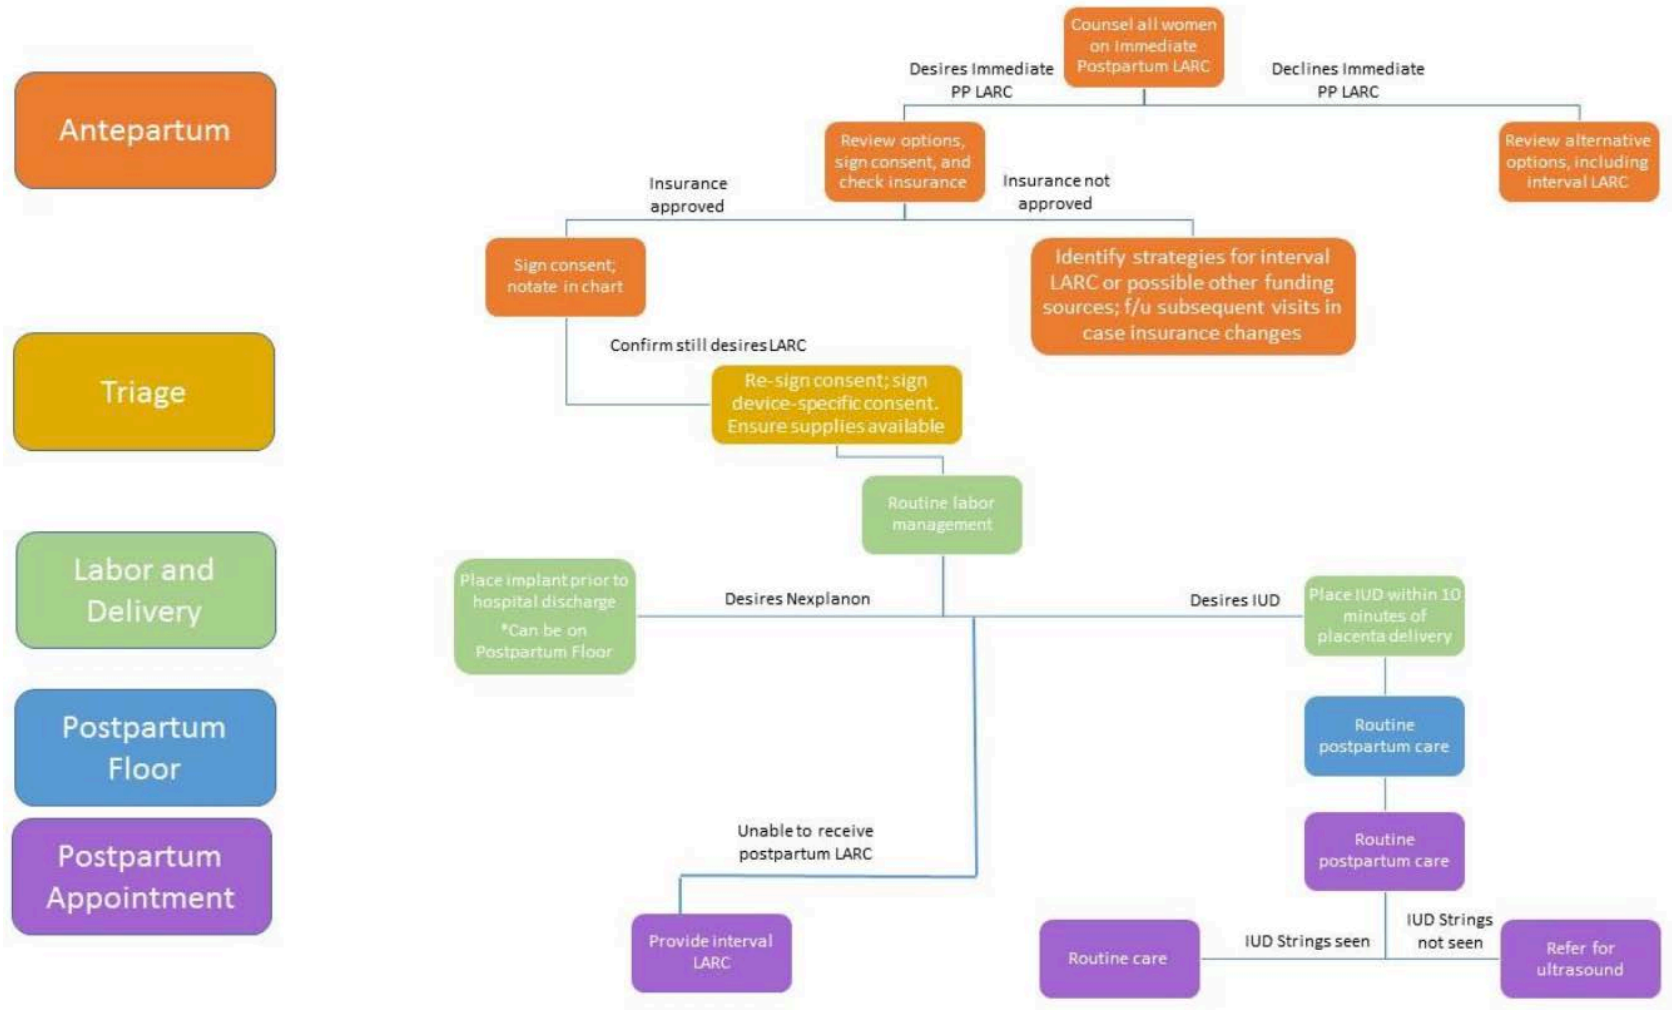 Counsel all women
on Immediate
Postpartum LARC
Desires Immediate
PP LARC
Declines Immediate
PP LARC
Antepartum
Review options,
sign consent, and
check insurance
Review alternative
options, including
interval LARC
Insurance
approved
Insurance not
approved
Sign consent;
notate in chart
Identify strategies for interval
LARC or possible other funding
sources; f/u subsequent visits in
case insurance changes
Confirm still desires LARC
Triage
Re-sign consent; sign
device-specific consent.
Ensure supplies available
Routine labor
management
Labor and
Delivery
Place implant prior to
hospital discharge
*Can be on
Postpartum Floor
Desires Nexplanon
Desires IUD
Place IUD within 10
minutes of
placenta delivery
Postpartum
Floor
Routine
postpartum care
Postpartum
Appointment
Unable to receive
postpartum LARC
Routine
postpartum care
Provide interval
LARC
Routine care
IUD Strings seen
IUD Strings
not seen
Refer for
ultrasound